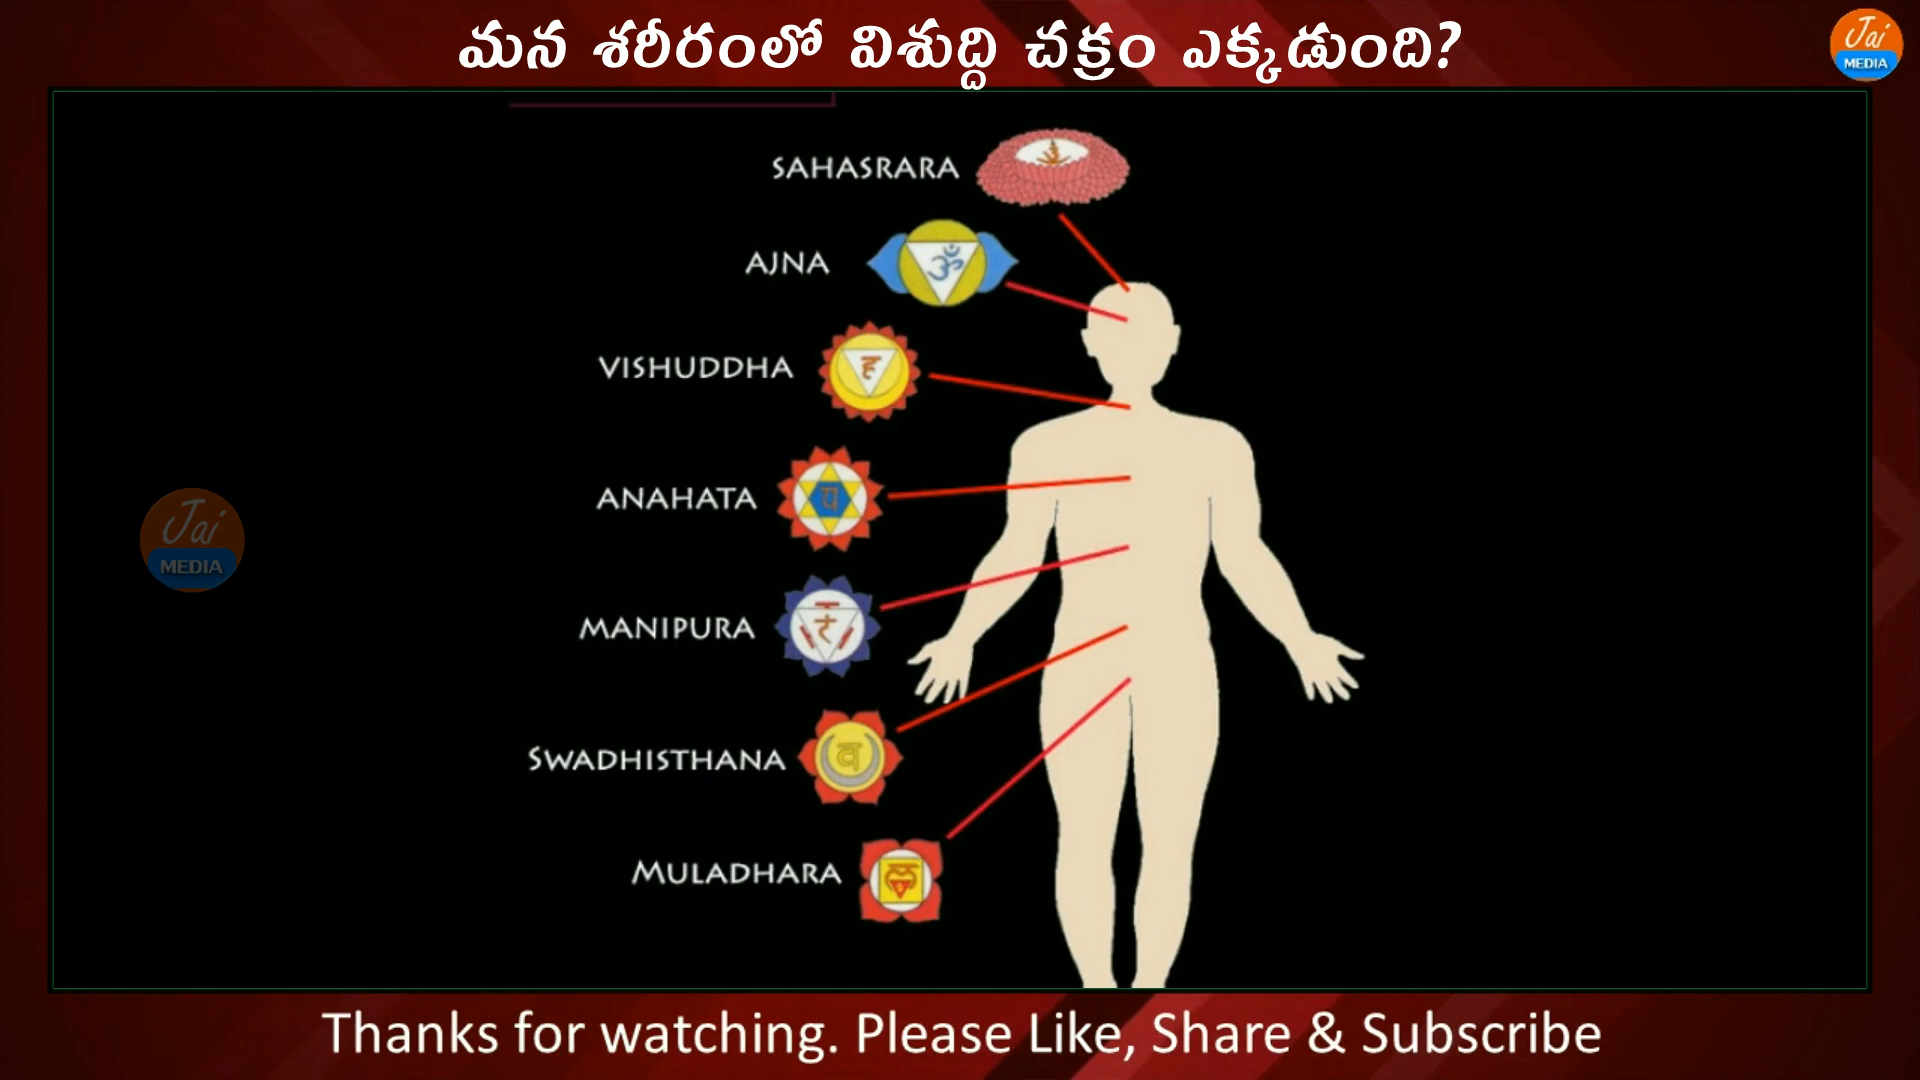 మన శరీరంలో విశుద్ది చక్రం ఎక్కడుంది?
Jai
MEDIA
SAHASRARA
AJNA
ॐ
VISHUDDHA
ह
ANAHATA
प
Jai
MEDIA
MANIPURA
रं
SWADHISTHANA
व
MULADHARA
Thanks for watching. Please Like, Share & Subscribe